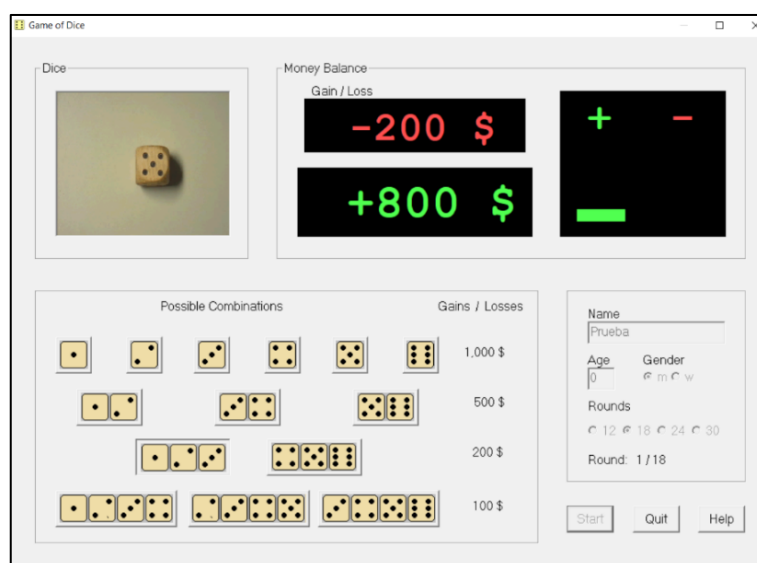 Game of Dice
Dice
Money Balance
Gain / Loss
-200 $
+ -
+800 $
Possible Combinations Gains / Losses
1,000 $
500 $
200 $
100 $
Name
Prueba
Age Gender
0 m w
Rounds
12 18 24 30
Round: 1 / 18
Start Quit Help